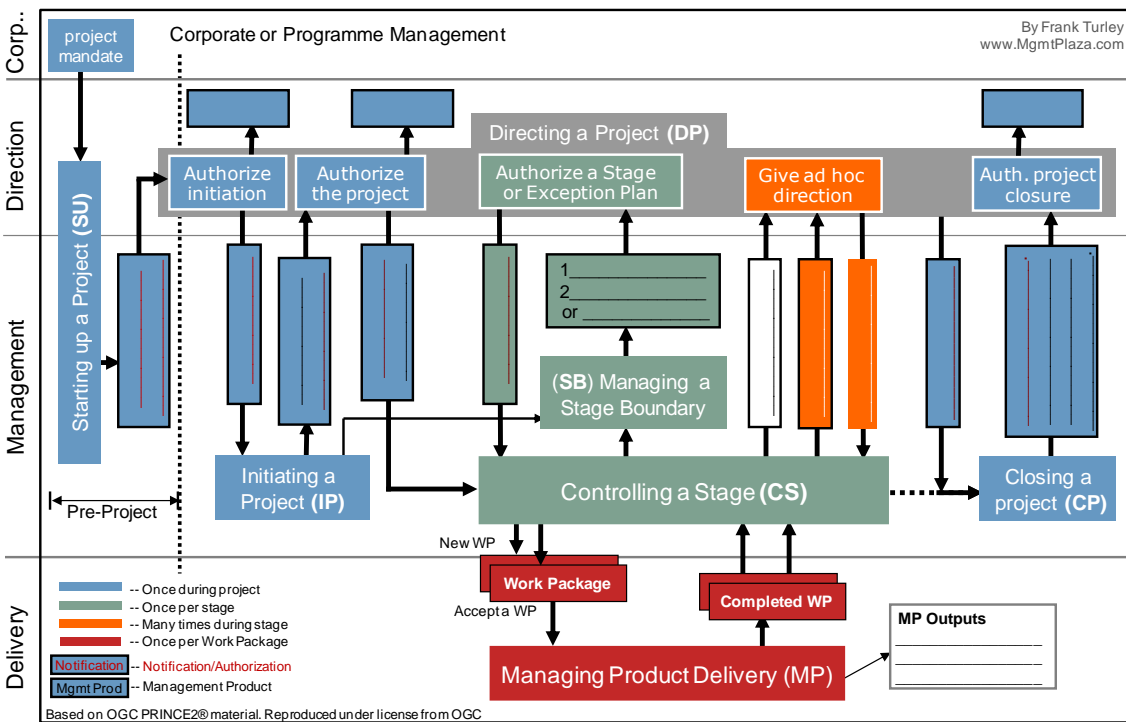 Corp..
project
mandate
Corporate or Programme Management
By Frank Turley
www.MgmtPlaza.com
Direction
Directing a Project (DP)
Authorize
initiation
Authorize
the project
Authorize a Stage
or Exception Plan
Give ad hoc
direction
Auth. project
closure
Management
Starting up a Project (SU)
1__________________
2__________________
or ________________
(SB) Managing a
Stage Boundary
Initiating a
Project (IP)
Controlling a Stage (CS)
Closing a
project (CP)
Pre-Project
Delivery
New WP
Work Package
Accept a WP
Completed WP
Managing Product Delivery (MP)
MP Outputs
-- Once during project
-- Once per stage
-- Many times during stage
-- Once per Work Package
Notification -- Notification/Authorization
Mgmt Prod -- Management Product
Based on OGC PRINCE2® material. Reproduced under license from OGC